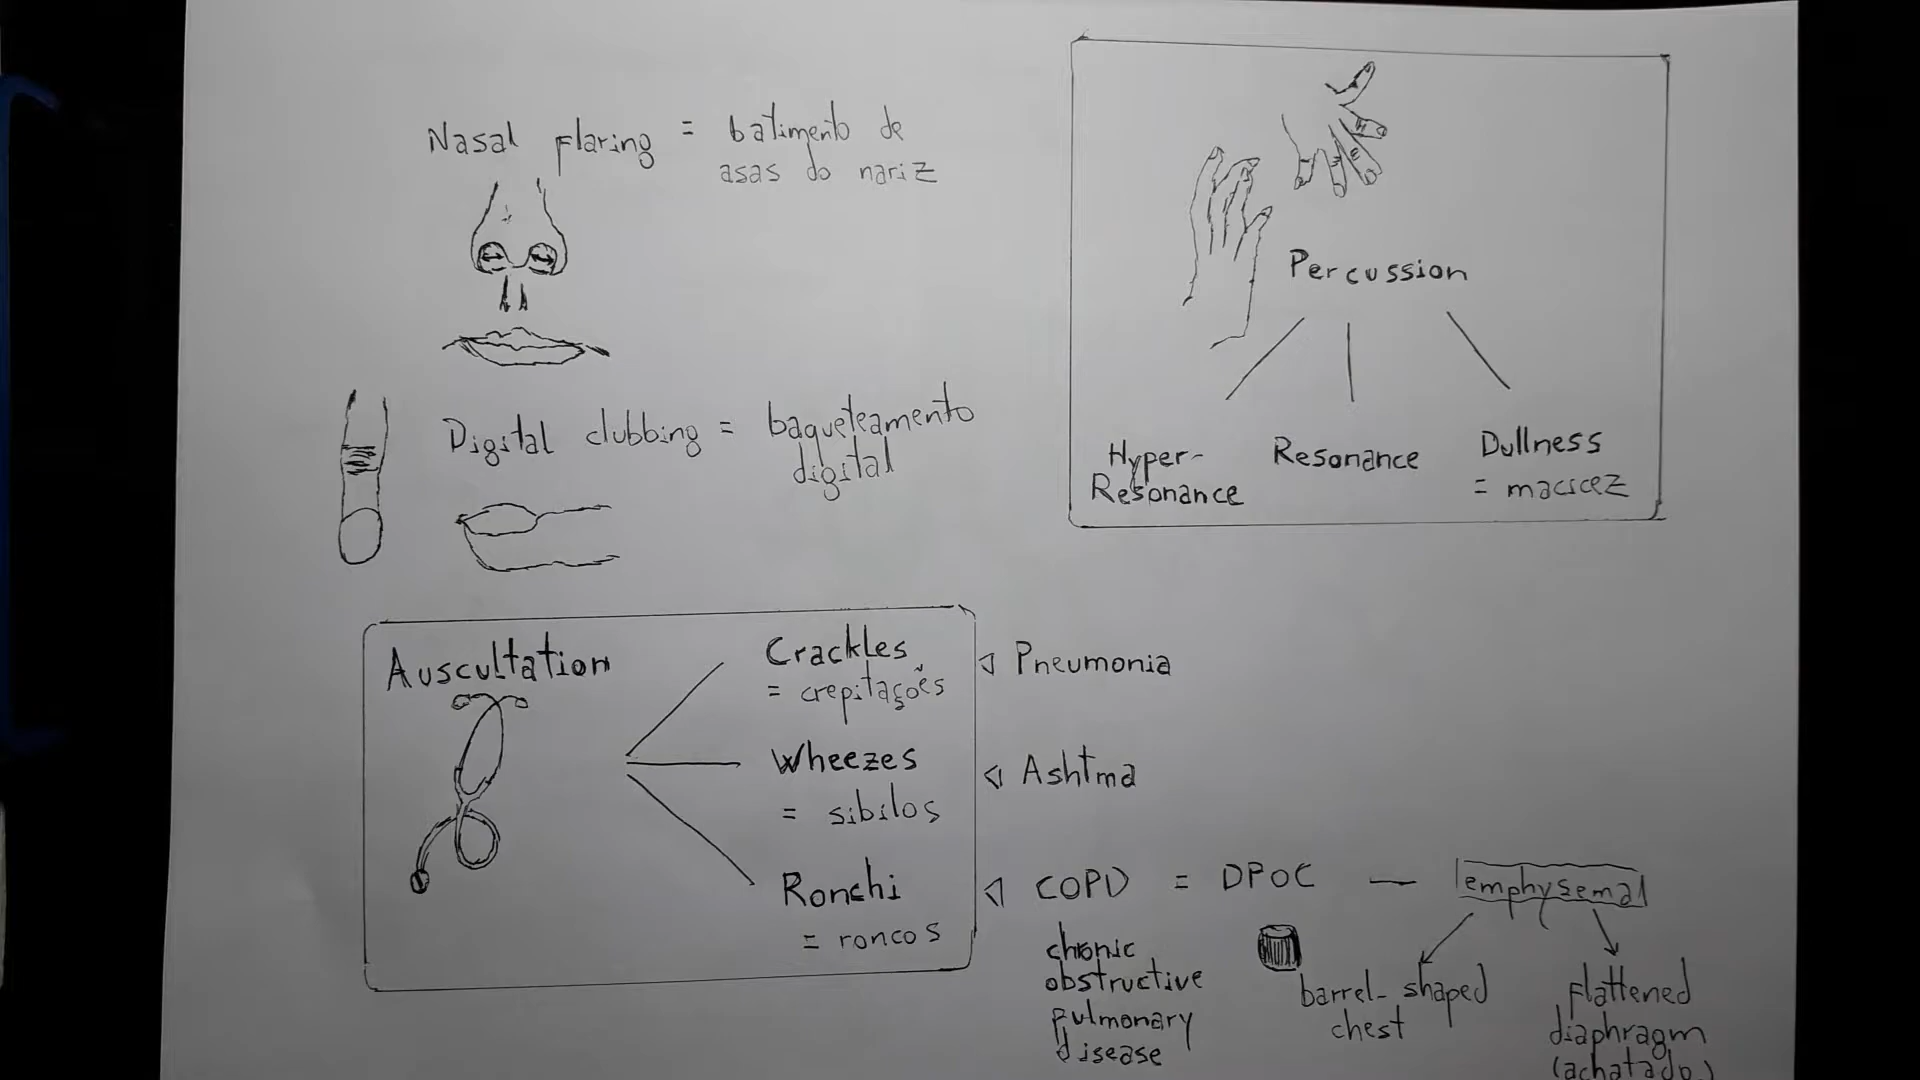 Nasal flaring = batimento de
asas do nariz
Digital clubbing = baqueteamento
digital
Percussion
Hyper-
Resonance
Resonance
Dullness
= macicez
Auscultation
Crackles
= crepitações
Pneumonia
Wheezes
= sibilos
Ashtma
Ronchi
= roncos
COPD = DPOC — emphysema
chronic
obstructive
pulmonary
disease
barrel-shaped
chest
flattened
diaphragm
(achatado)